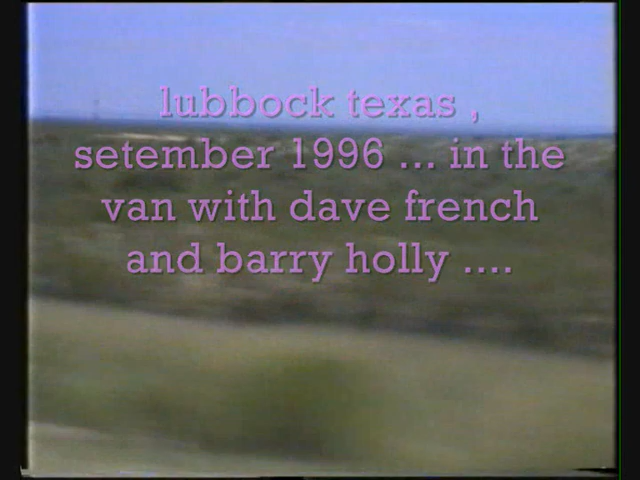 lubbock texas ,
setember 1996 ... in the
van with dave french
and barry holly ....